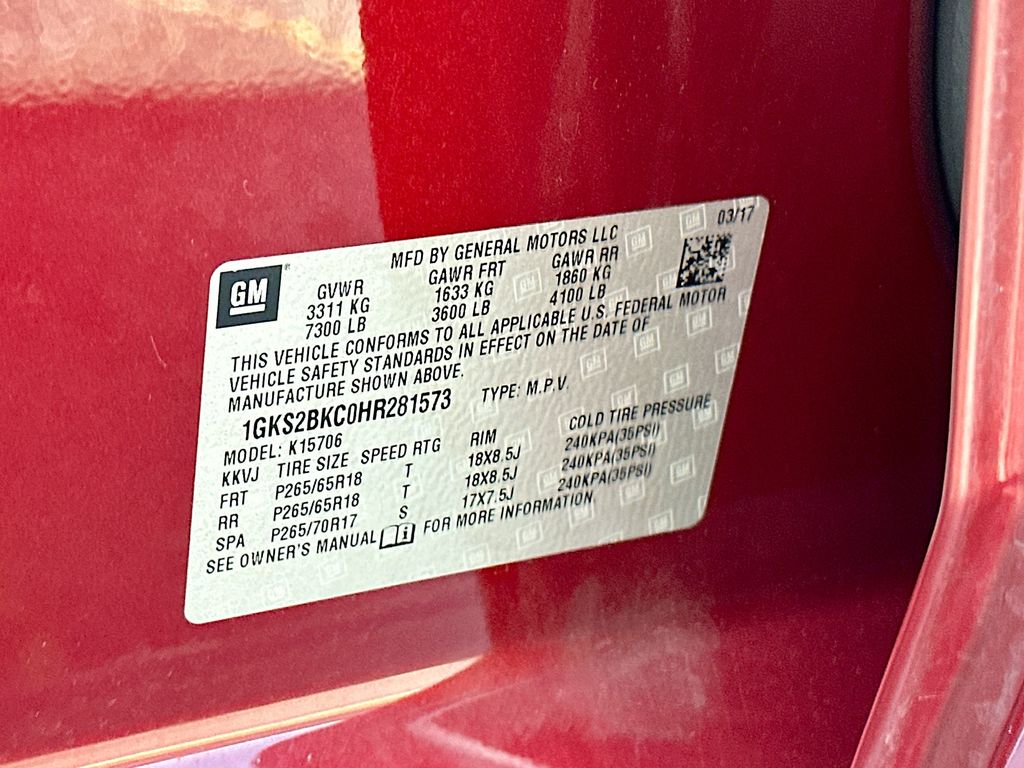 03/17
MFD BY GENERAL MOTORS LLC
GM®
GVWR GAWR FRT GAWR RR
3311 KG 1633 KG 1860 KG
7300 LB 3600 LB 4100 LB
THIS VEHICLE CONFORMS TO ALL APPLICABLE U.S. FEDERAL MOTOR
VEHICLE SAFETY STANDARDS IN EFFECT ON THE DATE OF
MANUFACTURE SHOWN ABOVE.
1GKS2BKC0HR281573 TYPE: M.P.V.
MODEL: K15706
KKVJ TIRE SIZE SPEED RTG RIM COLD TIRE PRESSURE
FRT P265/65R18 T 18X8.5J 240KPA(35PSI)
RR P265/65R18 T 18X8.5J 240KPA(35PSI)
SPA P265/70R17 S 17X7.5J 240KPA(35PSI)
SEE OWNER'S MANUAL FOR MORE INFORMATION